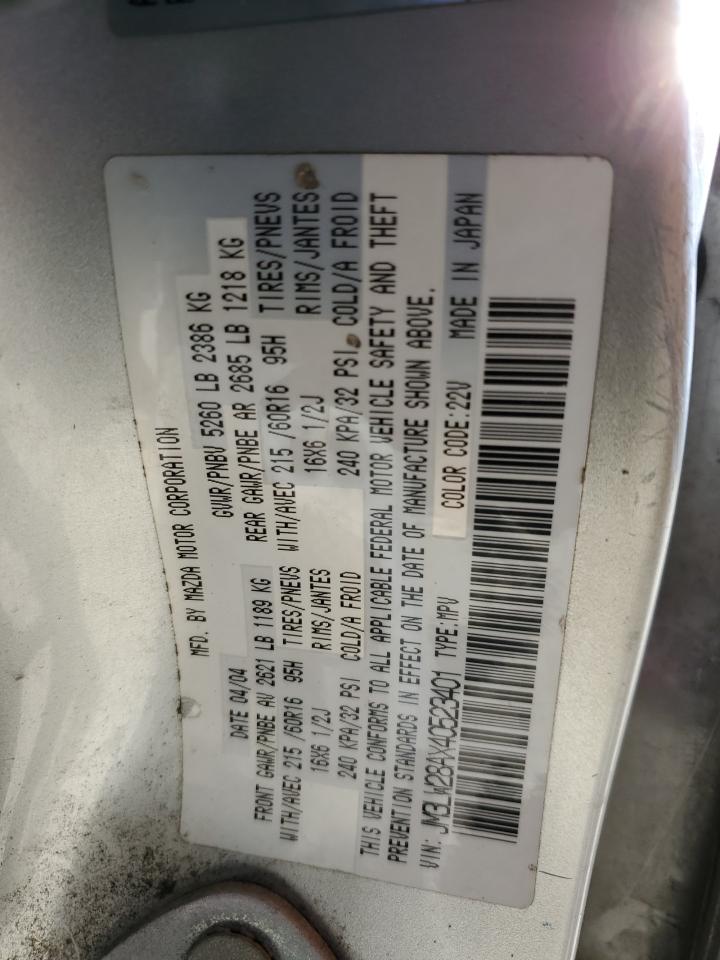 MFD. BY MAZDA MOTOR CORPORATION
DATE 04/04 GVWR/PNBV 5260 LB 2386 KG
FRONT GAWR/PNBE AV 2621 LB 1189 KG REAR GAWR/PNBE AR 2685 LB 1218 KG
WITH/AVEC 215 /60R16 95H TIRES/PNEUS WITH/AVEC 215 /60R16 95H TIRES/PNEUS
16X6 1/2J RIMS/JANTES 16X6 1/2J RIMS/JANTES
240 KPA/32 PSI COLD/A FROID 240 KPA/32 PSI COLD/A FROID
THIS VEHICLE CONFORMS TO ALL APPLICABLE FEDERAL MOTOR VEHICLE SAFETY AND THEFT
PREVENTION STANDARDS IN EFFECT ON THE DATE OF MANUFACTURE SHOWN ABOVE.
VIN: JM3LW28AX40523401 TYPE:MPV COLOR CODE:22V MADE IN JAPAN